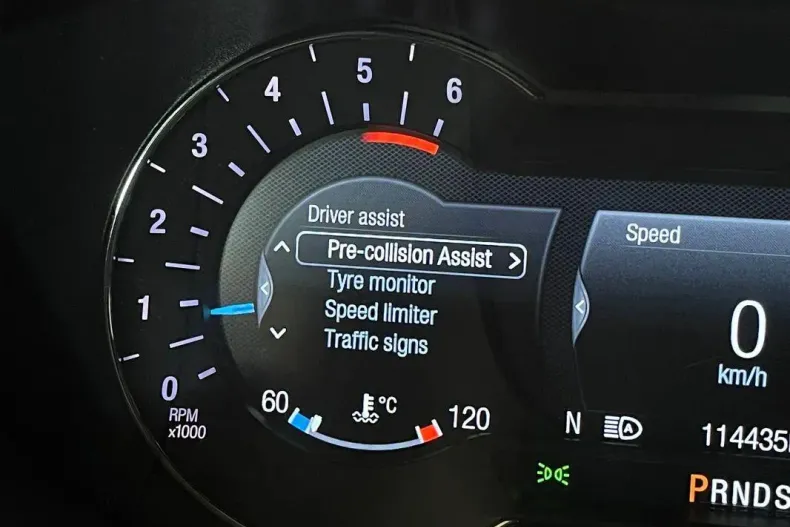 6
5
4
3
2
1
0
RPM
x1000
Driver assist
Pre-collision Assist
Tyre monitor
Speed limiter
Traffic signs
60
°C
120
Speed
0
km/h
N
A
114435
PRNDS